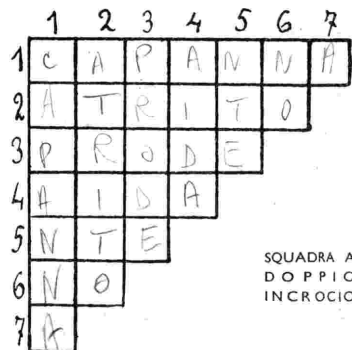 1 2 3 4 5 6 7
1 C A P A N N A
2 A T R I T O
3 P R O D E
4 A I D A
5 N T E
6 N O
7 A
SQUADRA A
DOPPIO
INCROCIO